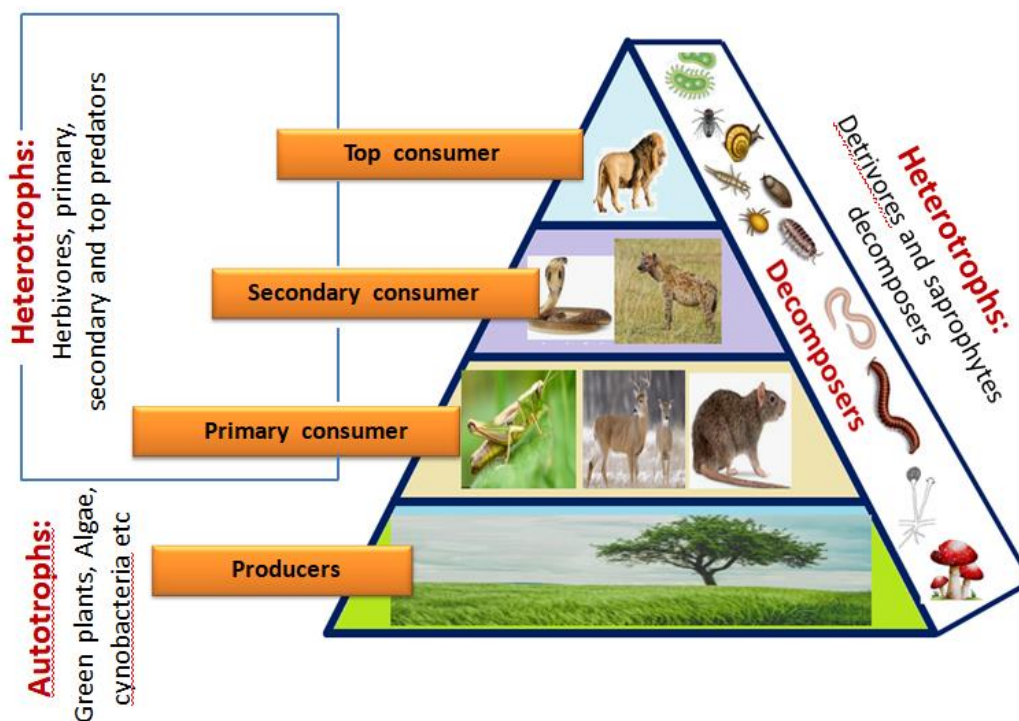 Heterotrophs:
Herbivores, primary,
secondary and top predators
Autotrophs:
Green plants, Algae,
cynobacteria etc
Top consumer
Secondary consumer
Primary consumer
Producers
Decomposers
Heterotrophs:
Detrivores and saprophytes
decomposers